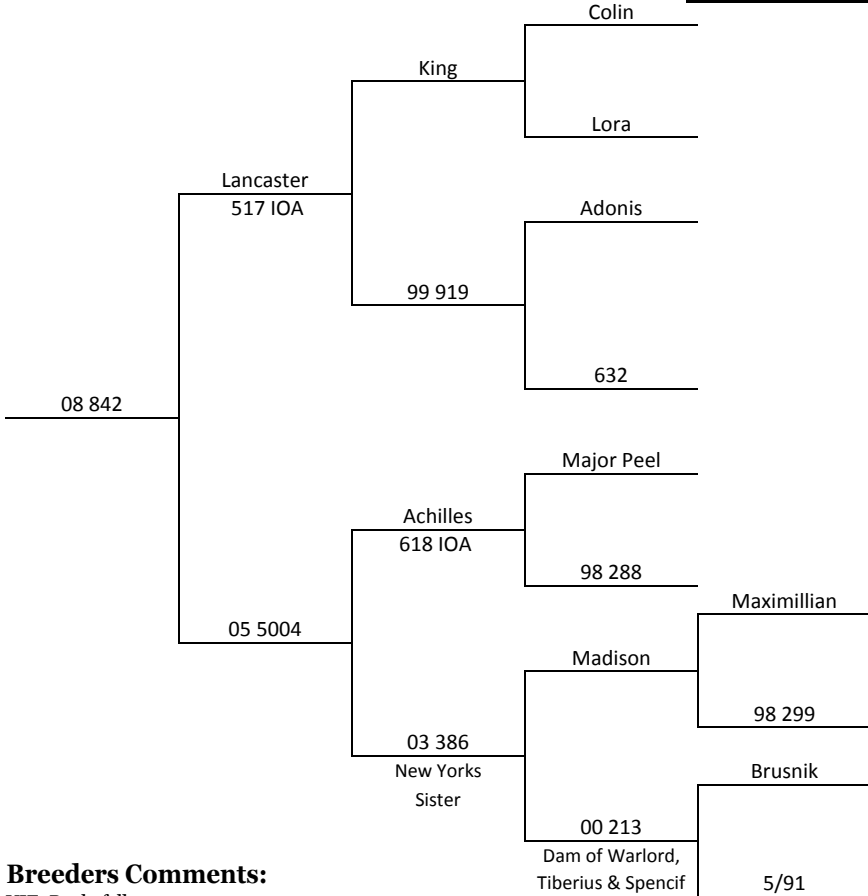 Colin
King
Lora
Lancaster
517 IOA
Adonis
99 919
632
08 842
Major Peel
Achilles
618 IOA
98 288
Maximillian
05 5004
Madison
98 299
03 386
New Yorks
Sister
Brusnik
00 213
Dam of Warlord,
Tiberius & Spencif
5/91
Breeders Comments: